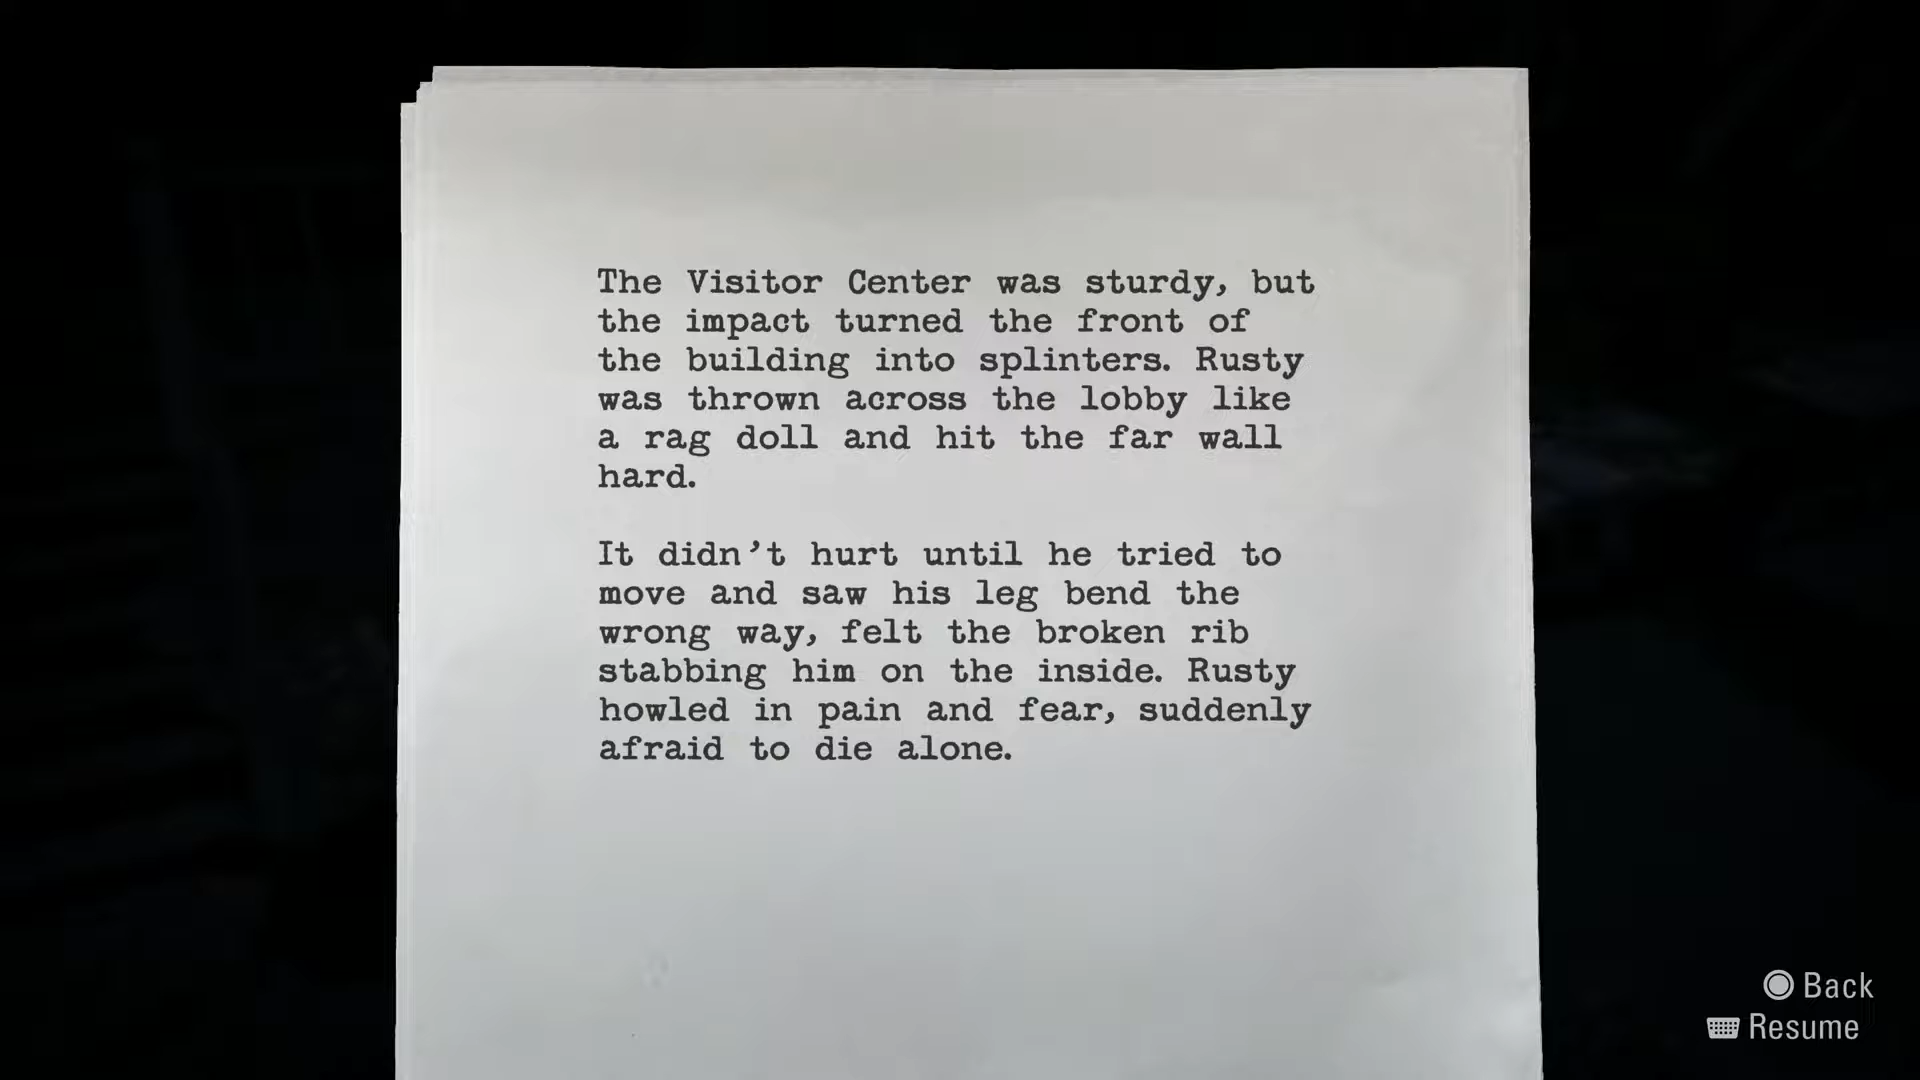 The Visitor Center was sturdy, but
the impact turned the front of
the building into splinters. Rusty
was thrown across the lobby like
a rag doll and hit the far wall
hard.
It didn't hurt until he tried to
move and saw his leg bend the
wrong way, felt the broken rib
stabbing him on the inside. Rusty
howled in pain and fear, suddenly
afraid to die alone.
Back
Resume